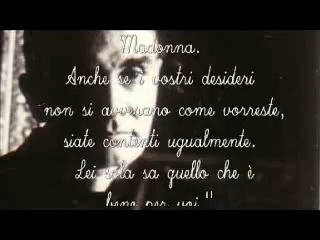 Madonna.
Anche se i vostri desideri
non si avverano come vorreste,
siate contenti ugualmente.
Lei sola sa quello che è
bene per voi."